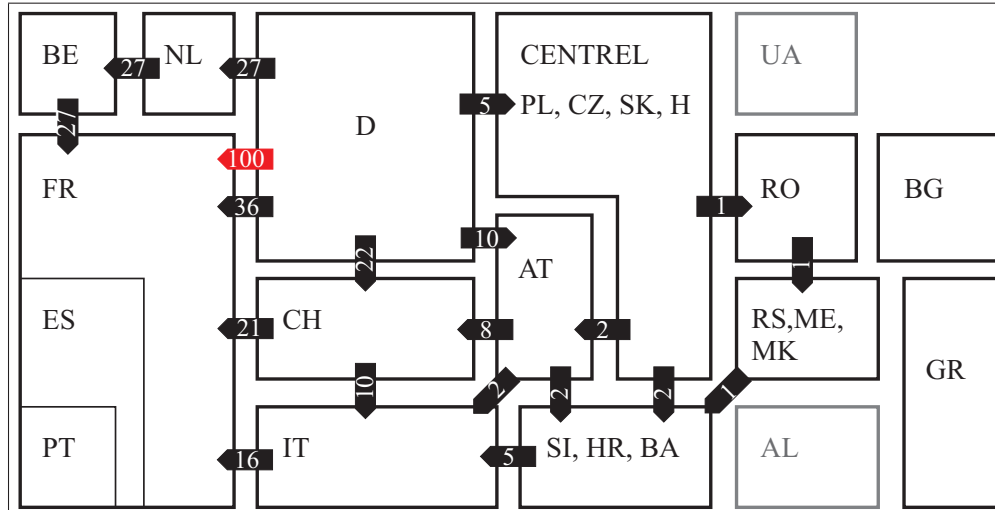 BE
27
NL
27
CENTREL
UA
27
D
5
PL, CZ, SK, H
100
FR
36
1
RO
BG
22
10
AT
1
ES
21
CH
8
2
RS,ME,
MK
10
2
2
2
1
GR
PT
16
IT
5
SI, HR, BA
AL